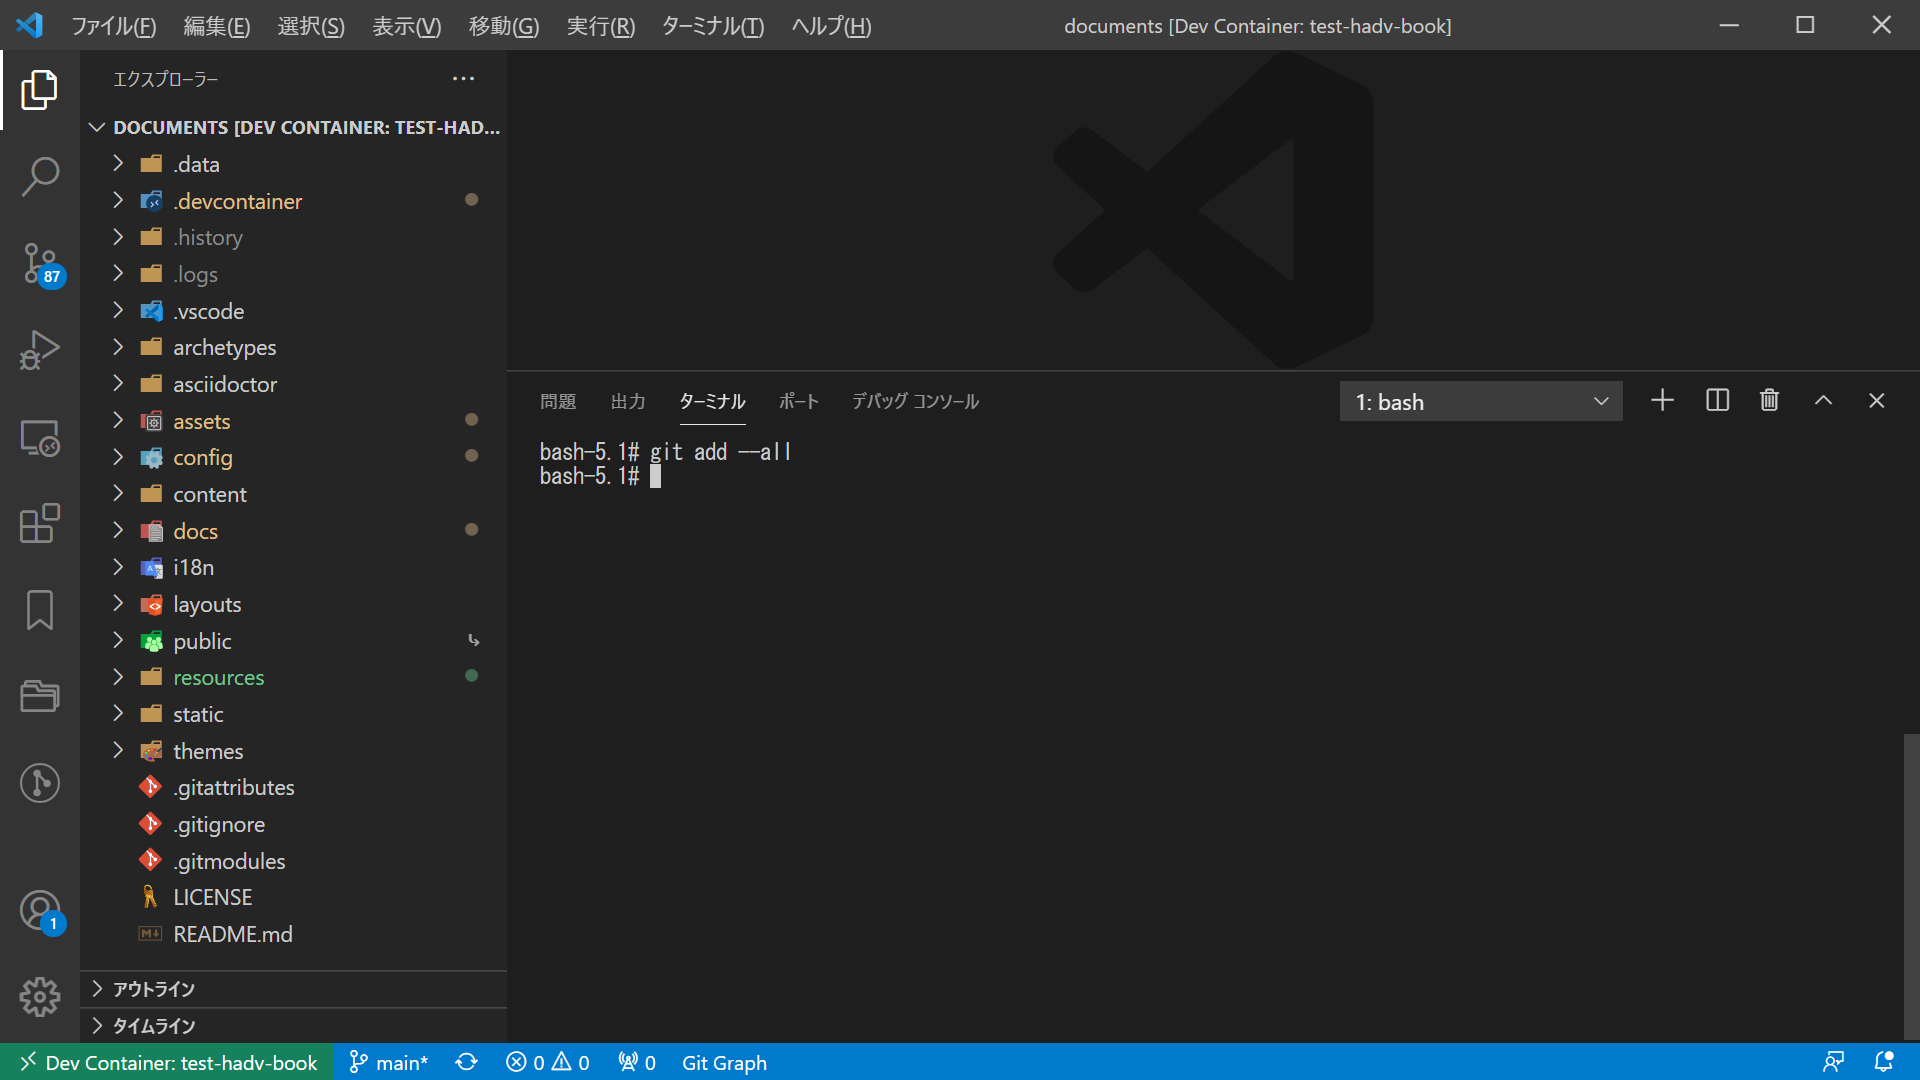 ファイル(F) 編集(E) 選択(S) 表示(V) 移動(G) 実行(R) ターミナル(T) ヘルプ(H) documents [Dev Container: test-hadv-book]
エクスプローラー
DOCUMENTS [DEV CONTAINER: TEST-HAD...
.data
.devcontainer
.history
.logs
.vscode
archetypes
asciidoctor
assets
config
content
docs
i18n
layouts
public
resources
static
themes
.gitattributes
.gitignore
.gitmodules
LICENSE
README.md
アウトライン
タイムライン
87
1
問題 出力 ターミナル ポート デバッグ コンソール 1: bash
bash-5.1# git add --all
bash-5.1#
Dev Container: test-hadv-book main* 0 0 0 Git Graph